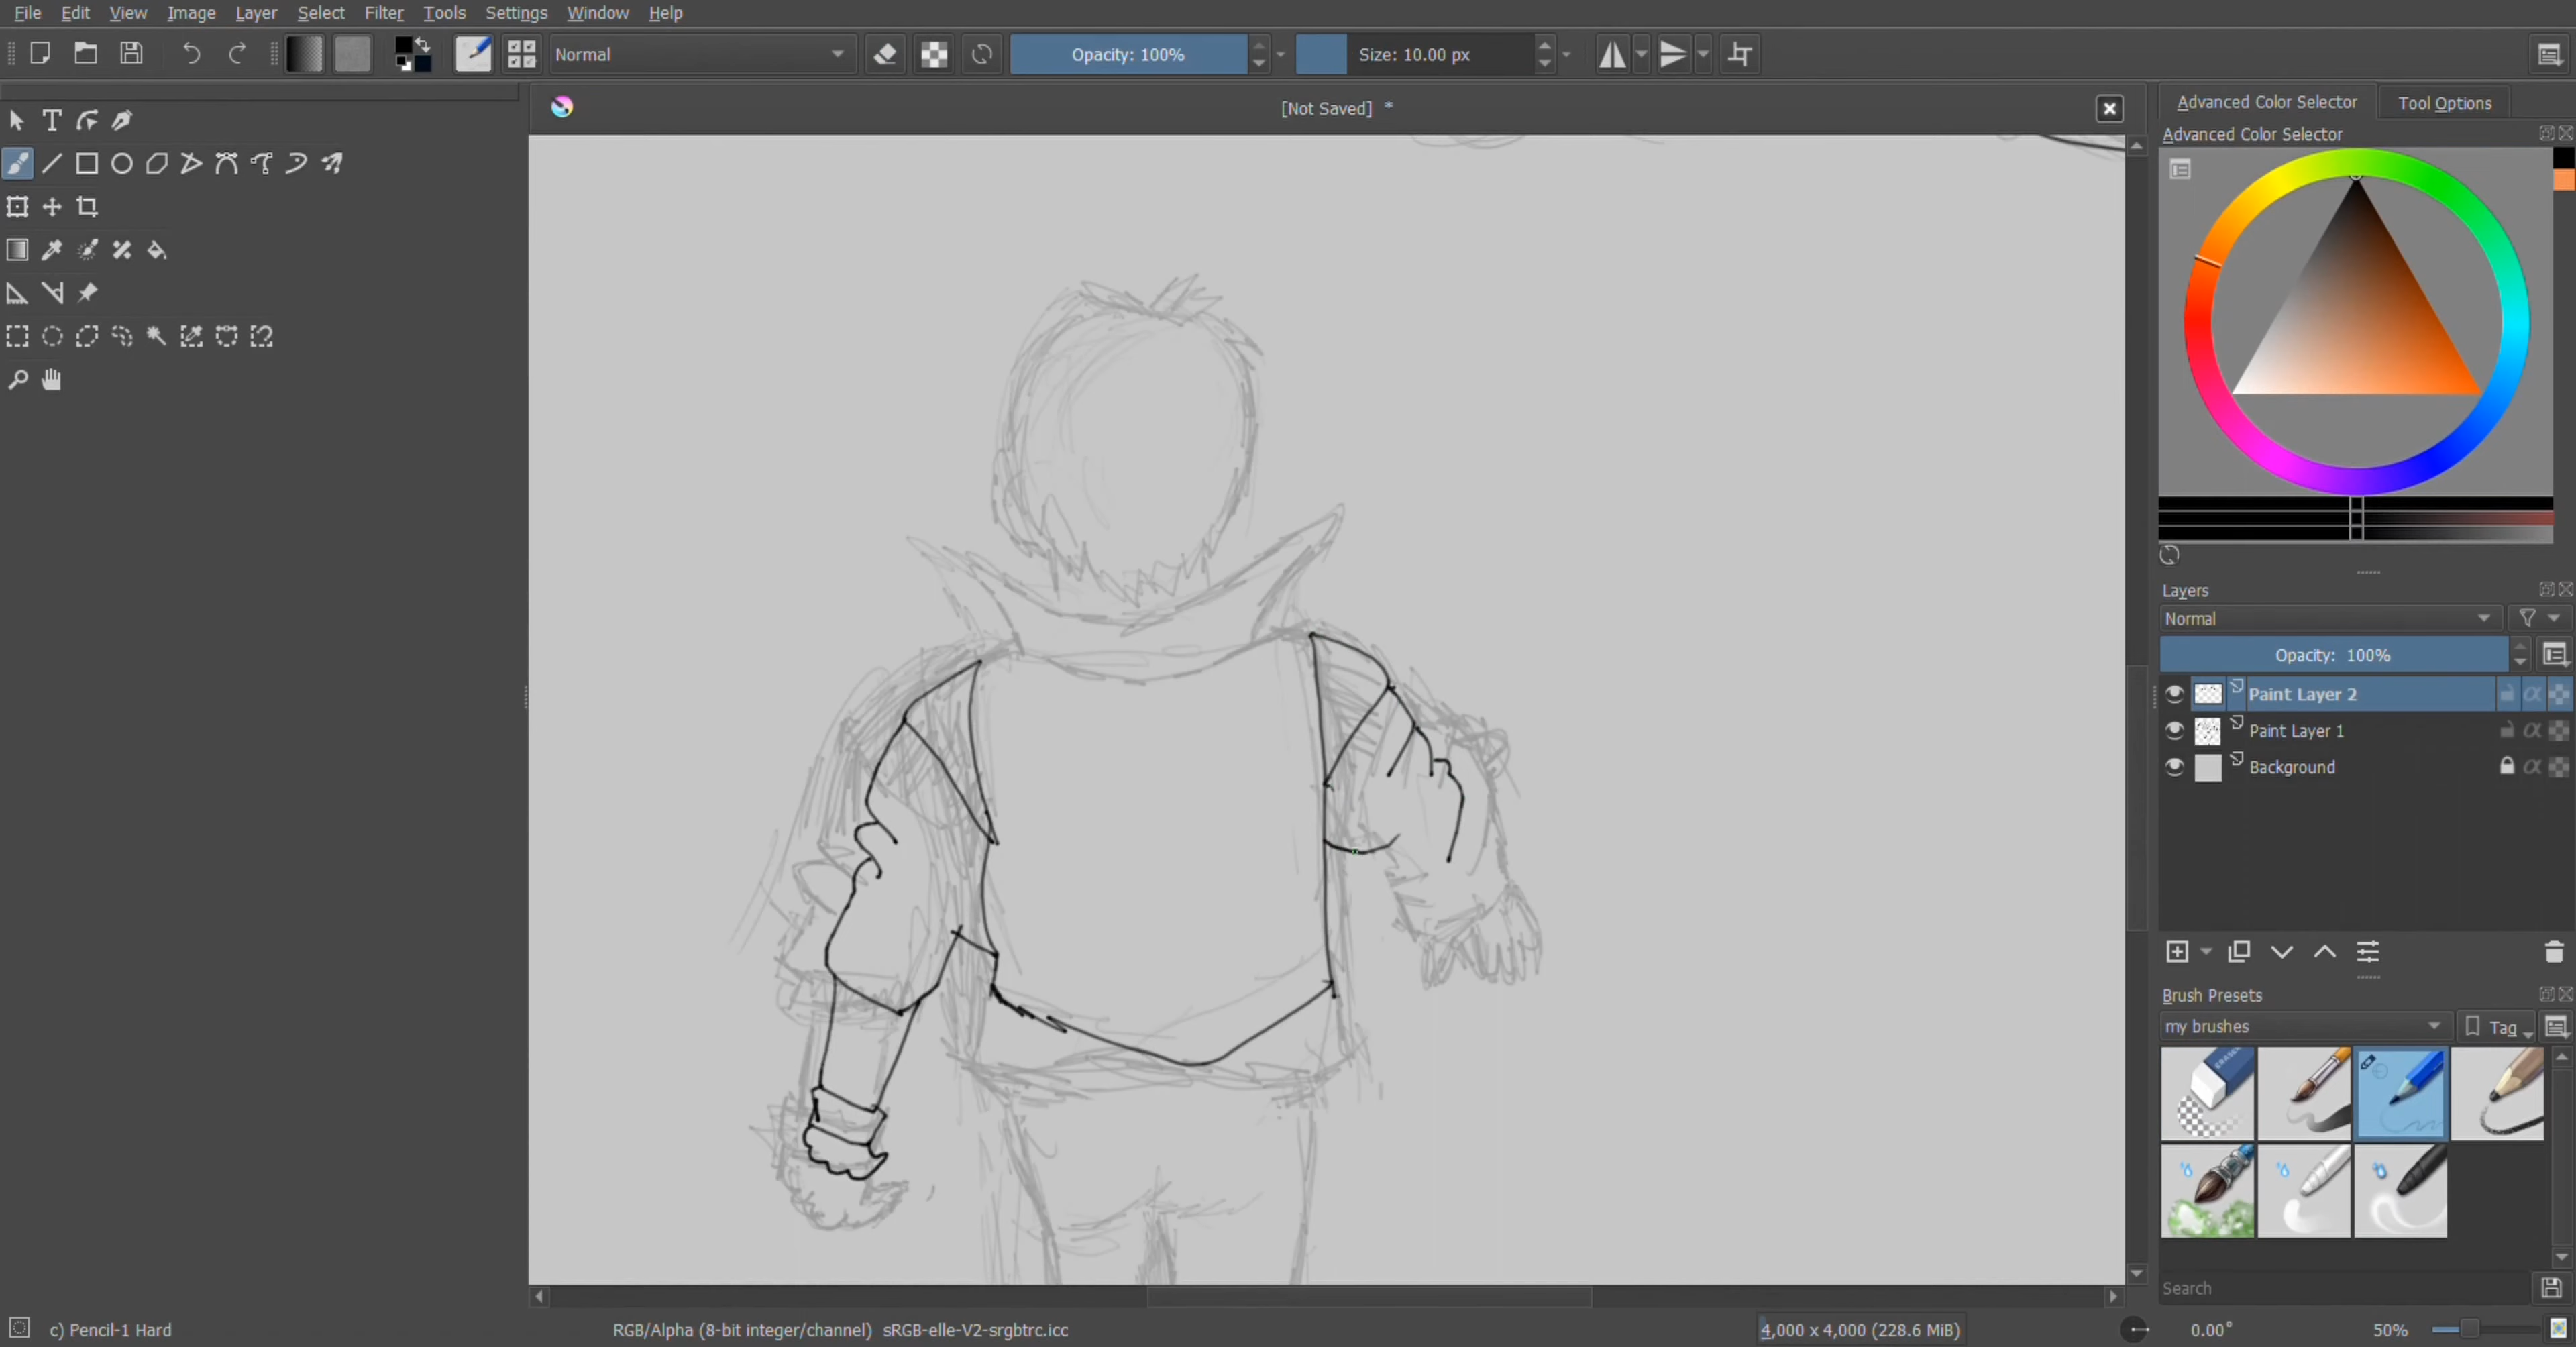 File Edit View Image Layer Select Filter Tools Settings Window Help
Normal Opacity: 100% Size: 10.00 px
[Not Saved] *
Advanced Color Selector Tool Options
Advanced Color Selector
Layers
Normal
Opacity: 100%
Paint Layer 2
Paint Layer 1
Background
Brush Presets
my brushes Tag
Search
c) Pencil-1 Hard RGB/Alpha (8-bit integer/channel) sRGB-elle-V2-srgbtrc.icc 4,000 x 4,000 (228.6 MiB) 0.00° 50%